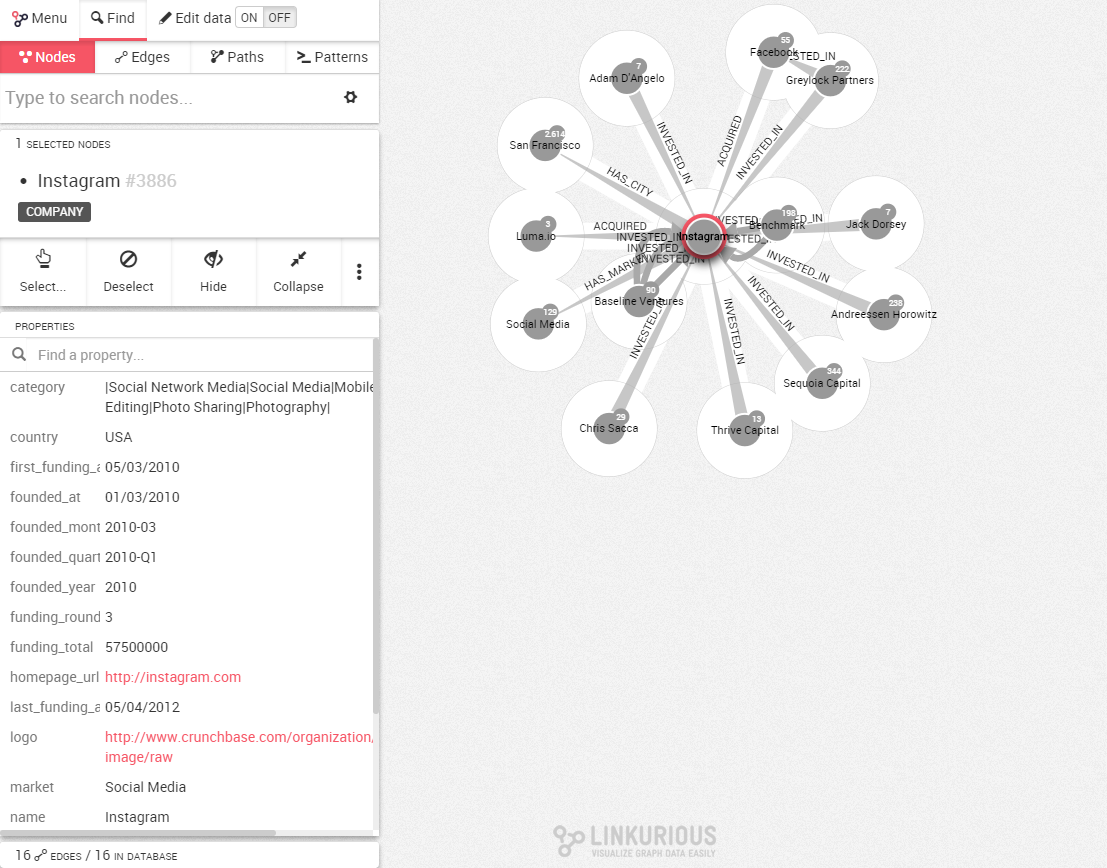 Menu Find Edit data ON OFF
Nodes Edges Paths Patterns
Type to search nodes...
1 SELECTED NODES
• Instagram #3886
COMPANY
Select... Deselect Hide Collapse
PROPERTIES
Find a property...
category |Social Network Media|Social Media|Mobile
Editing|Photo Sharing|Photography|
country USA
first_funding_a 05/03/2010
founded_at 01/03/2010
founded_mont 2010-03
founded_quart 2010-Q1
founded_year 2010
funding_round 3
funding_total 57500000
homepage_url http://instagram.com
last_funding_a 05/04/2012
logo http://www.crunchbase.com/organization/
image/raw
market Social Media
name Instagram
16 EDGES / 16 IN DATABASE
55
Facebook
222
Greylock Partners
7
Adam D'Angelo
2.614
San Francisco
3
Luma.io
129
Social Media
90
Baseline Ventures
29
Chris Sacca
13
Thrive Capital
344
Sequoia Capital
238
Andreessen Horowitz
7
Jack Dorsey
198
Benchmark
Instagram
INVESTED_IN
ACQUIRED
INVESTED_IN
HAS_CITY
ACQUIRED
INVESTED_IN
INVESTED_IN
INVESTED_IN
INVESTED_IN
INVESTED_IN
INVESTED_IN
INVESTED_IN
LINKURIOUS
VISUALIZE GRAPH DATA EASILY